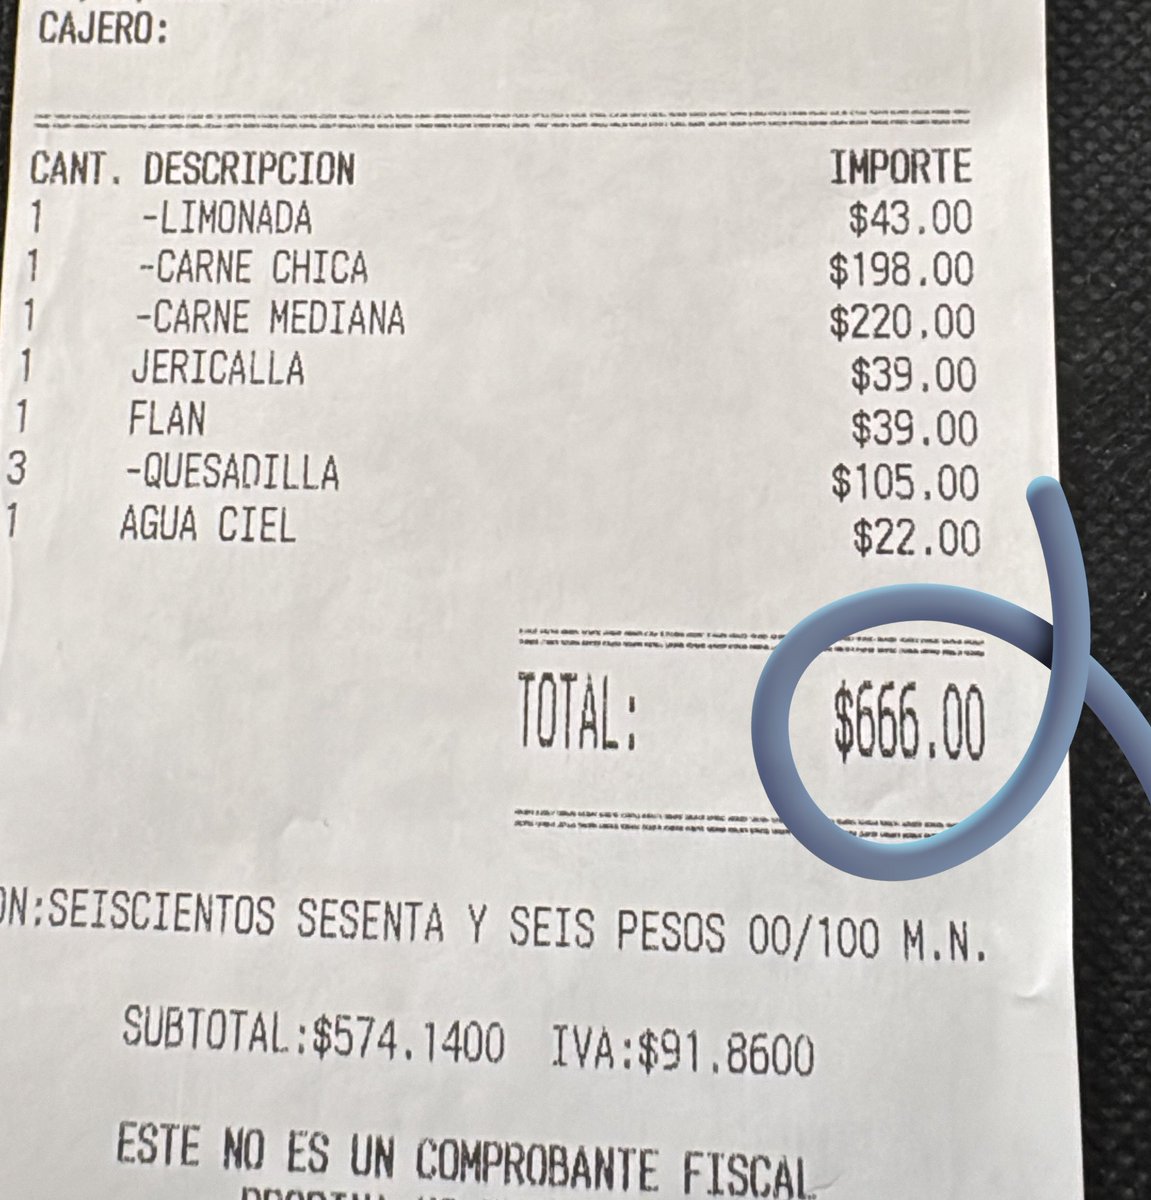 CAJERO:
CANT. DESCRIPCION IMPORTE
1 -LIMONADA $43.00
1 -CARNE CHICA $198.00
1 -CARNE MEDIANA $220.00
1 JERICALLA $39.00
1 FLAN $39.00
3 -QUESADILLA $105.00
1 AGUA CIEL $22.00
TOTAL: $666.00
ON:SEISCIENTOS SESENTA Y SEIS PESOS 00/100 M.N.
SUBTOTAL:$574.1400 IVA:$91.8600
ESTE NO ES UN COMPROBANTE FISCAL